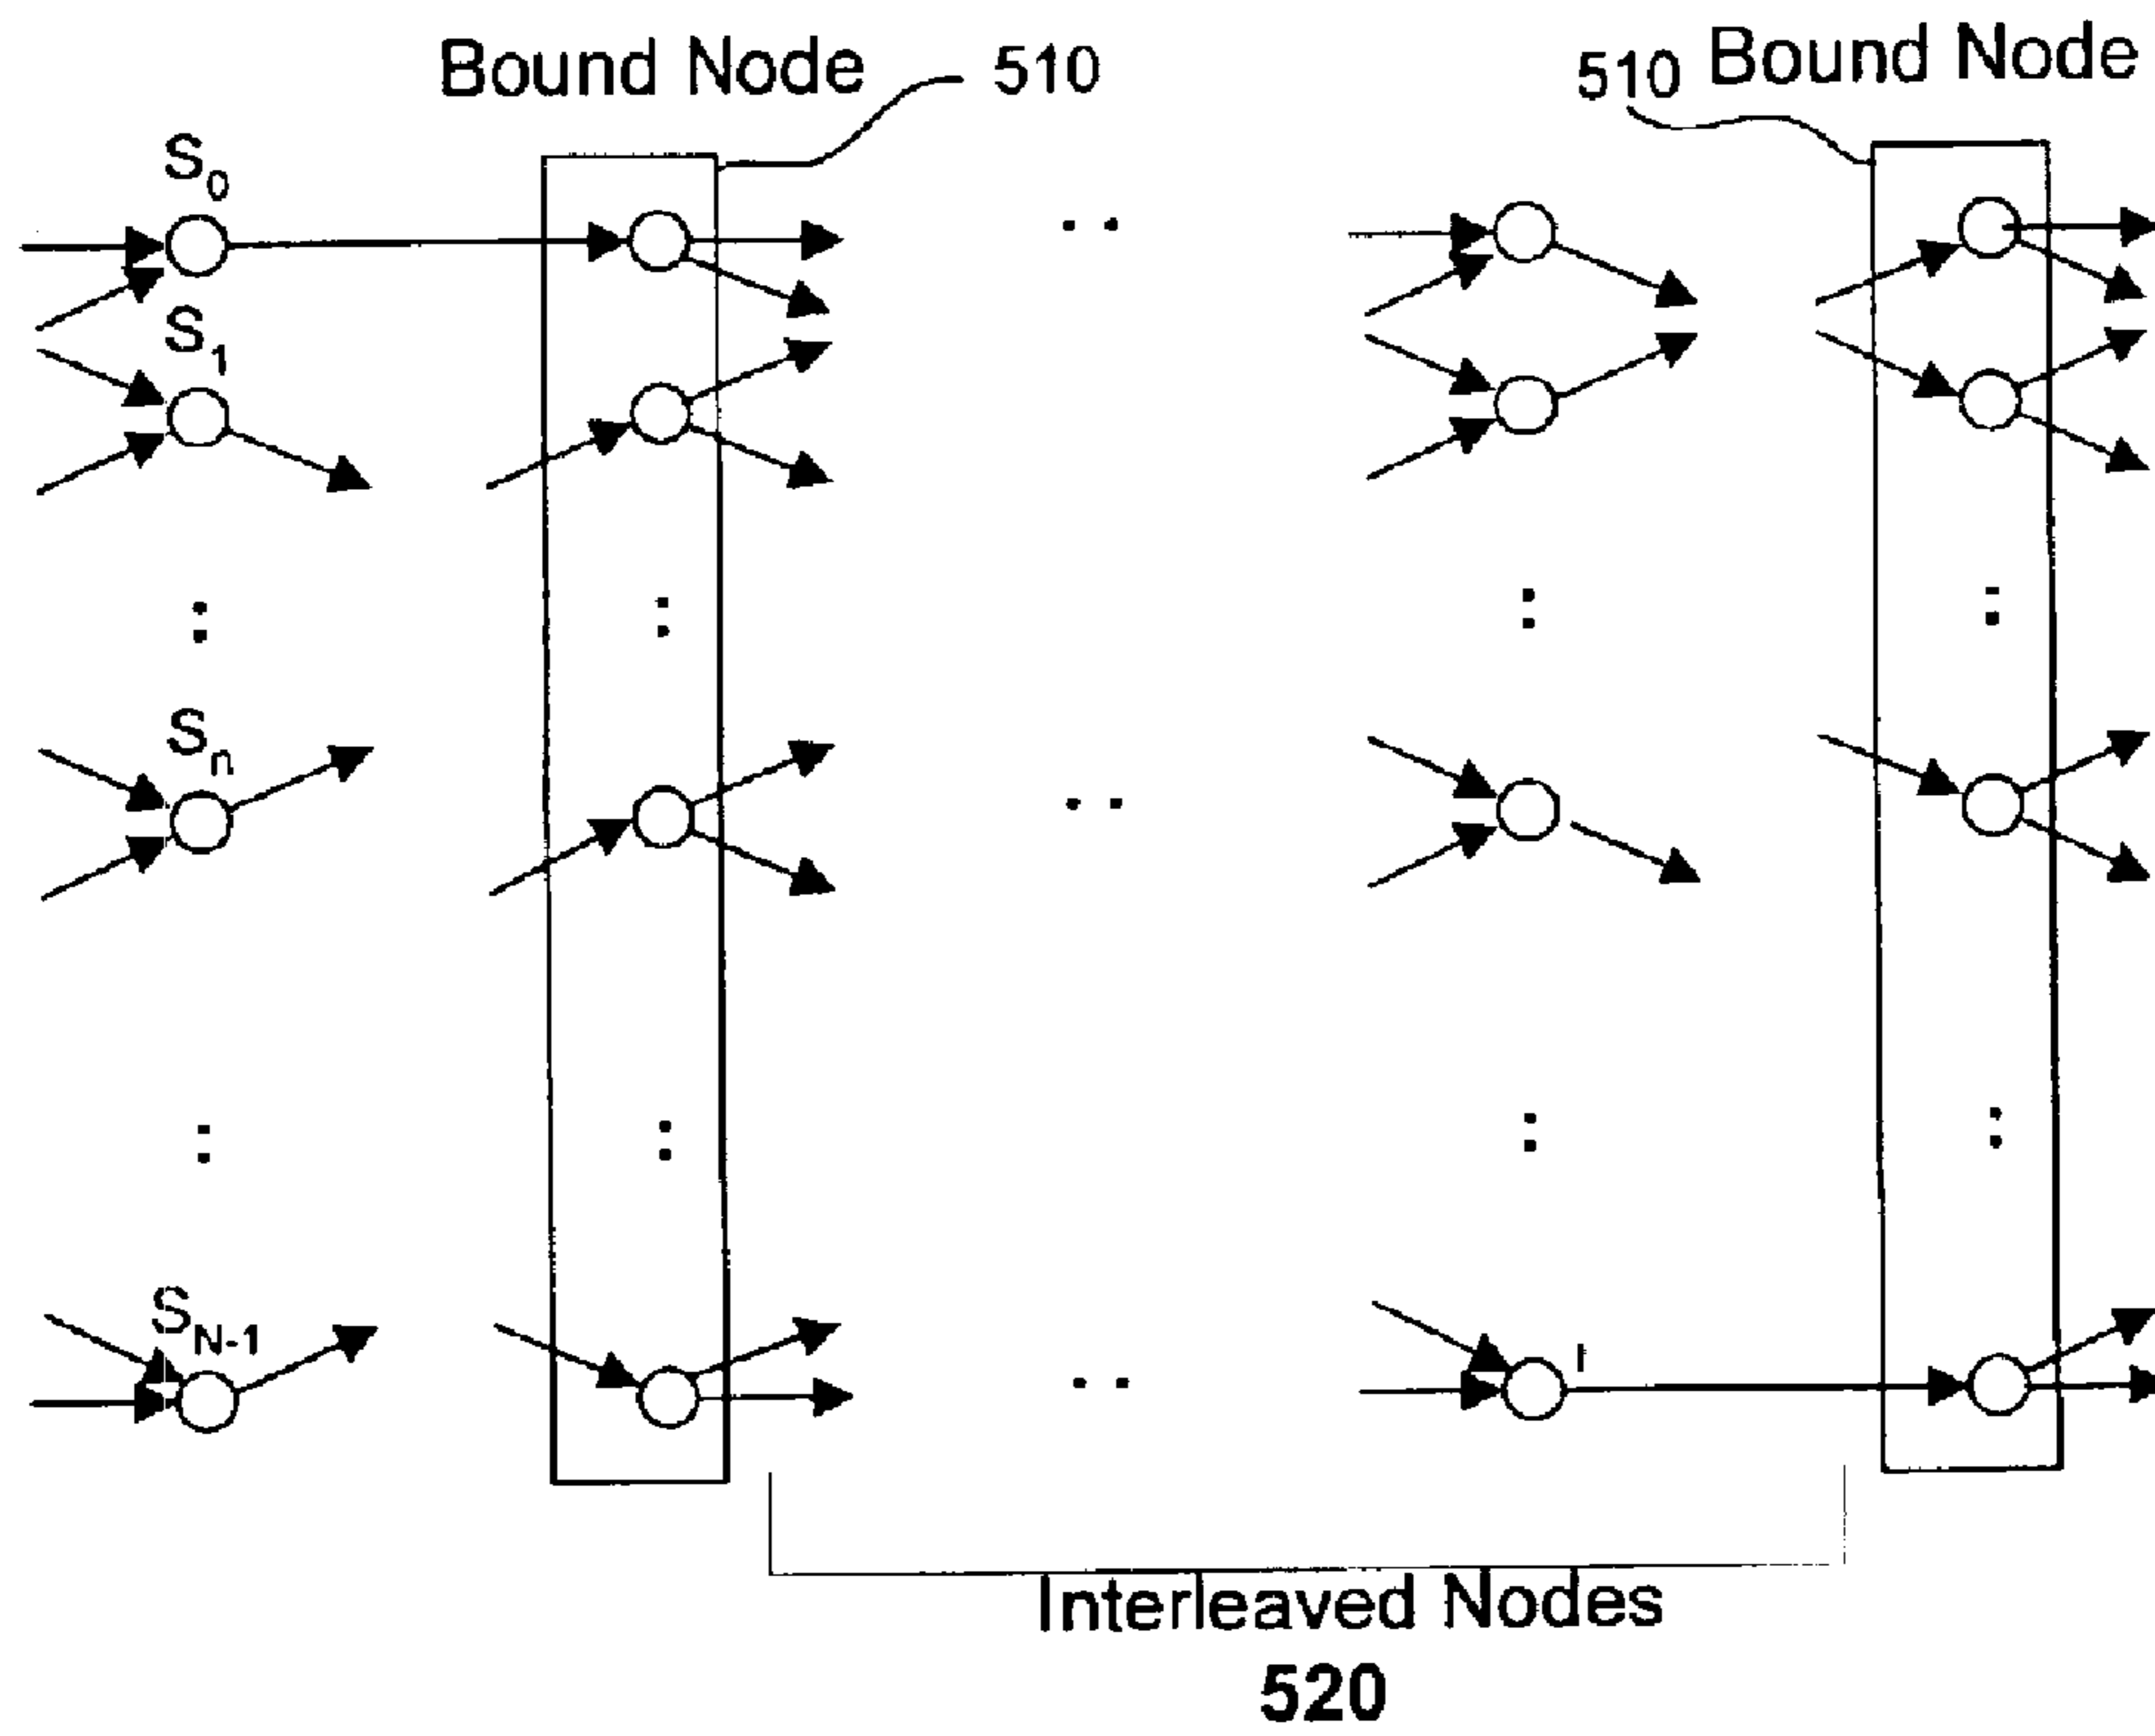 Bound Node 510
510 Bound Node
S0
S1
Sn
SN-1
Interleaved Nodes
520